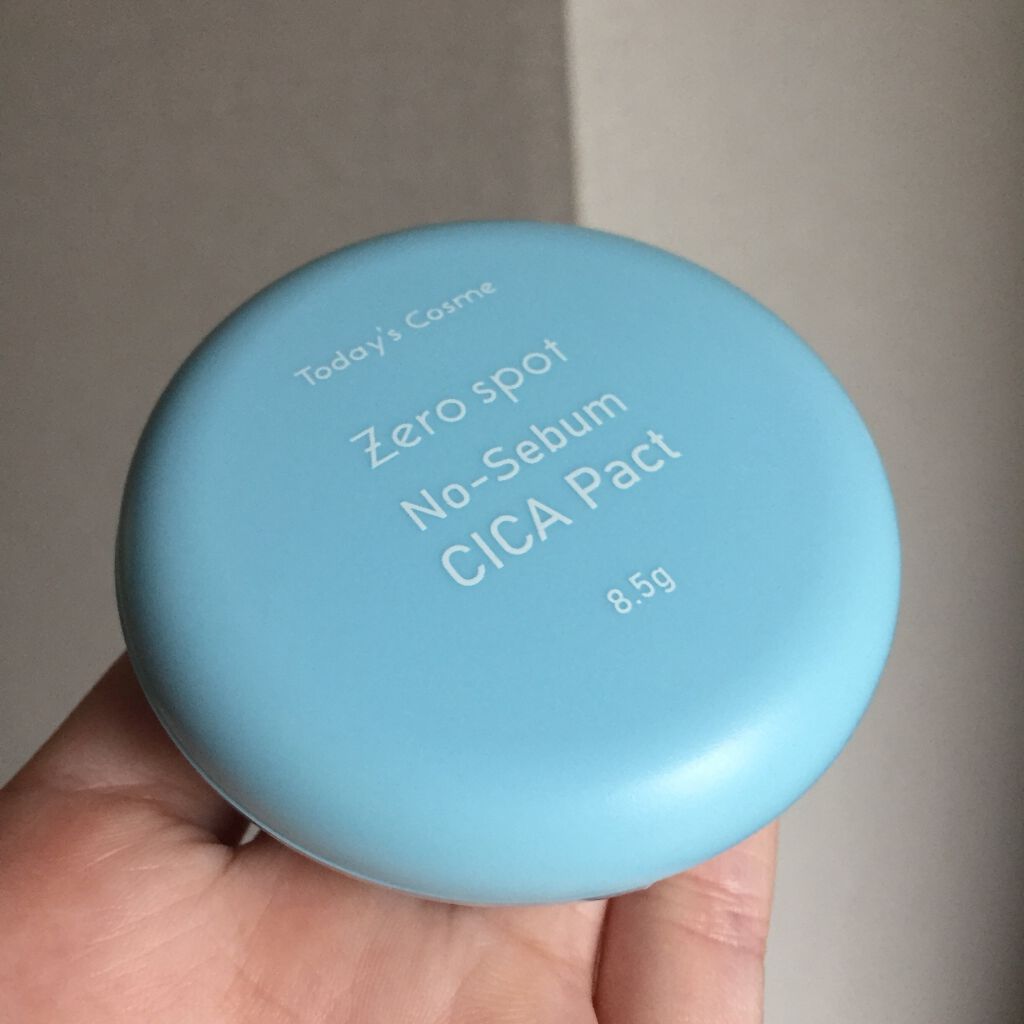 Today's Cosme
Zero spot
No-Sebum
CICA Pact
8.5g